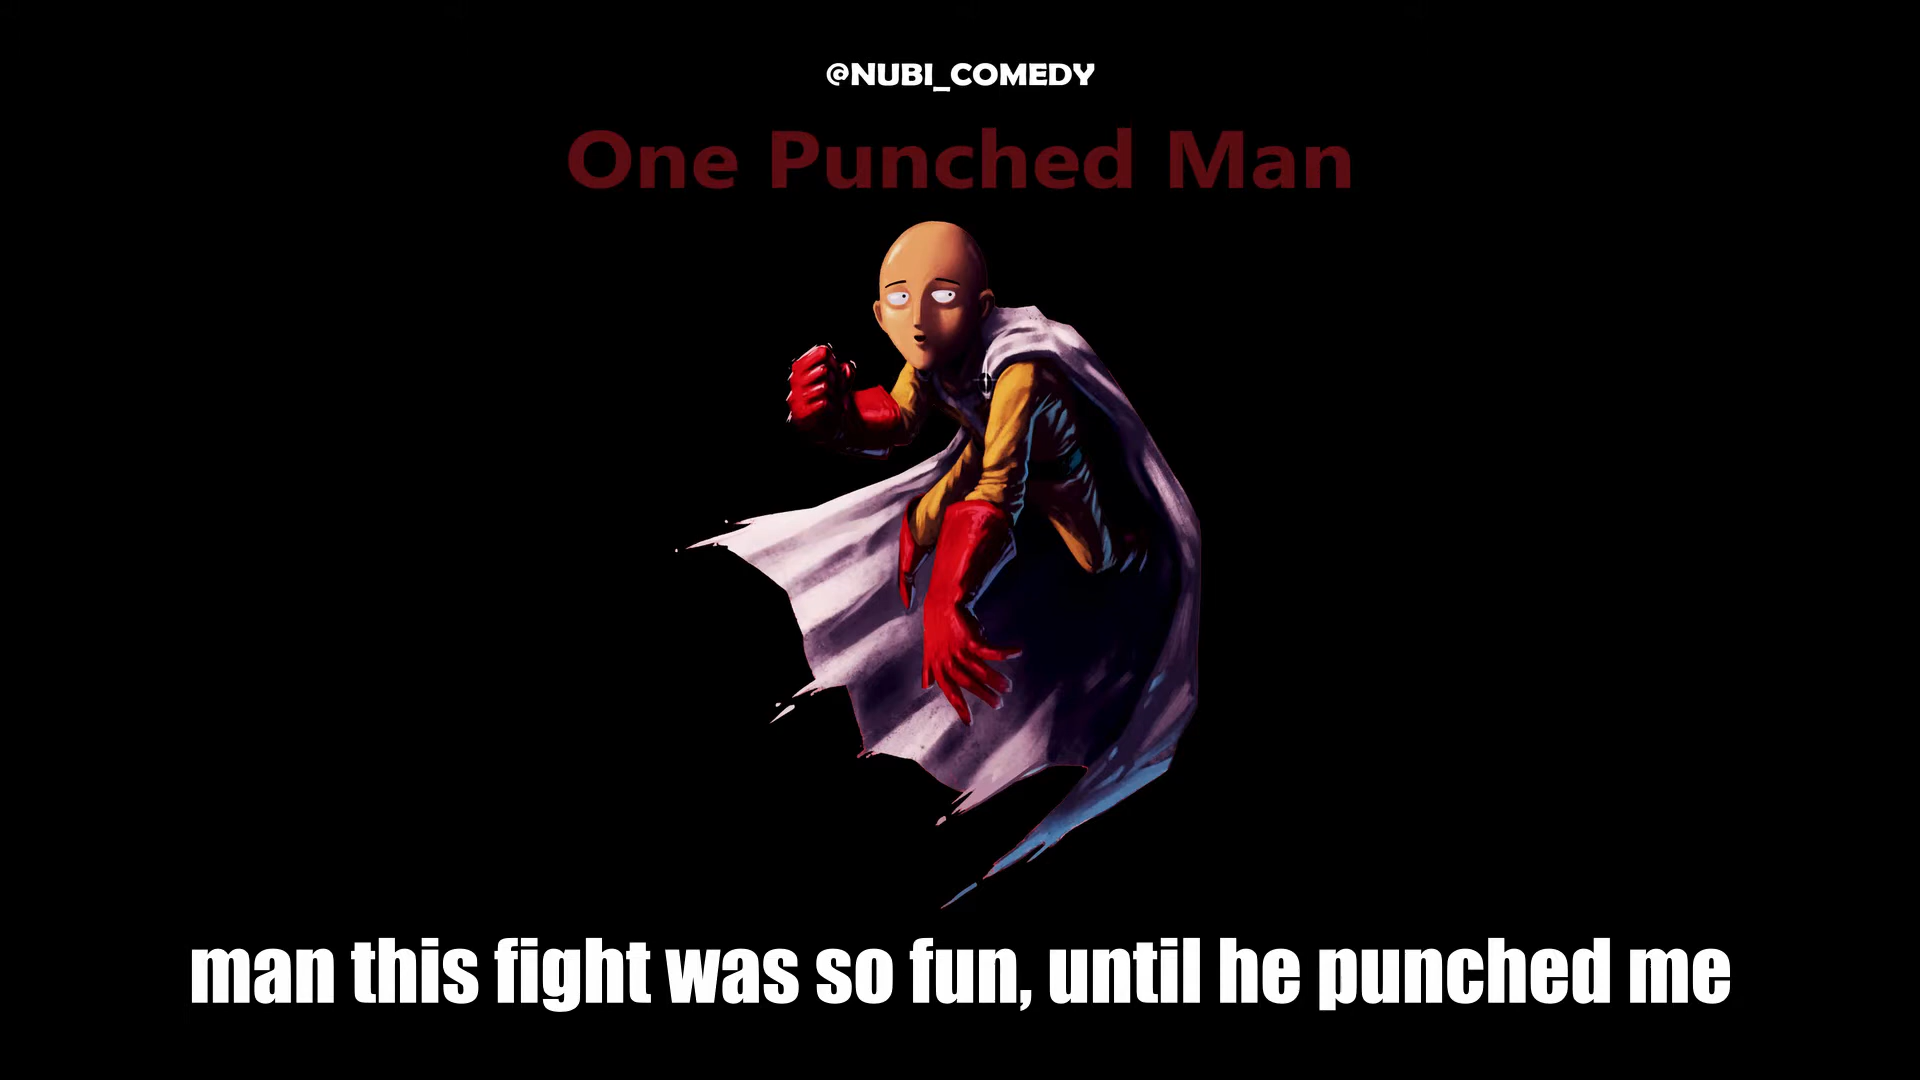 @NUBI_COMEDY
One Punched Man
man this fight was so fun, until he punched me